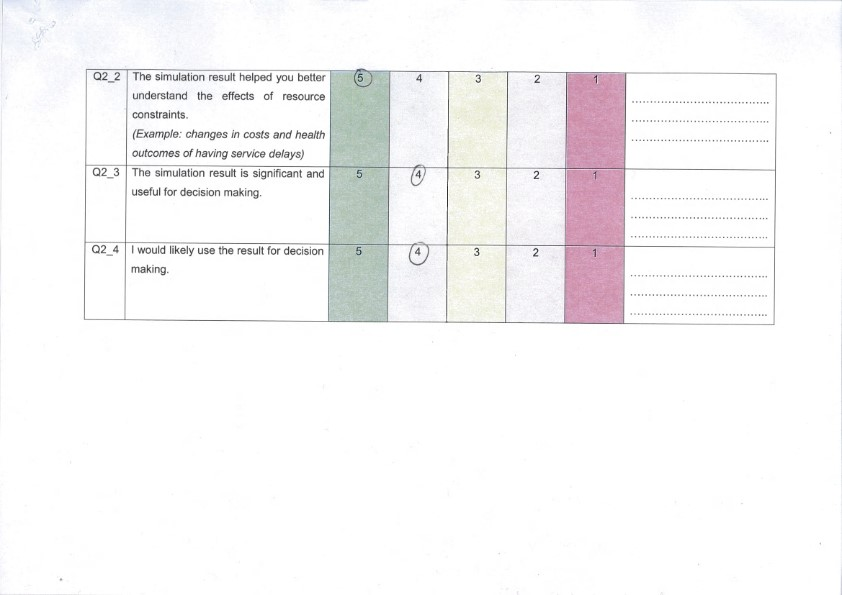 Q2_2 The simulation result helped you better 5 4 3 2 1
understand the effects of resource
constraints.
(Example: changes in costs and health
outcomes of having service delays)
Q2_3 The simulation result is significant and 5 4 3 2 1
useful for decision making.
Q2_4 I would likely use the result for decision 5 4 3 2 1
making.